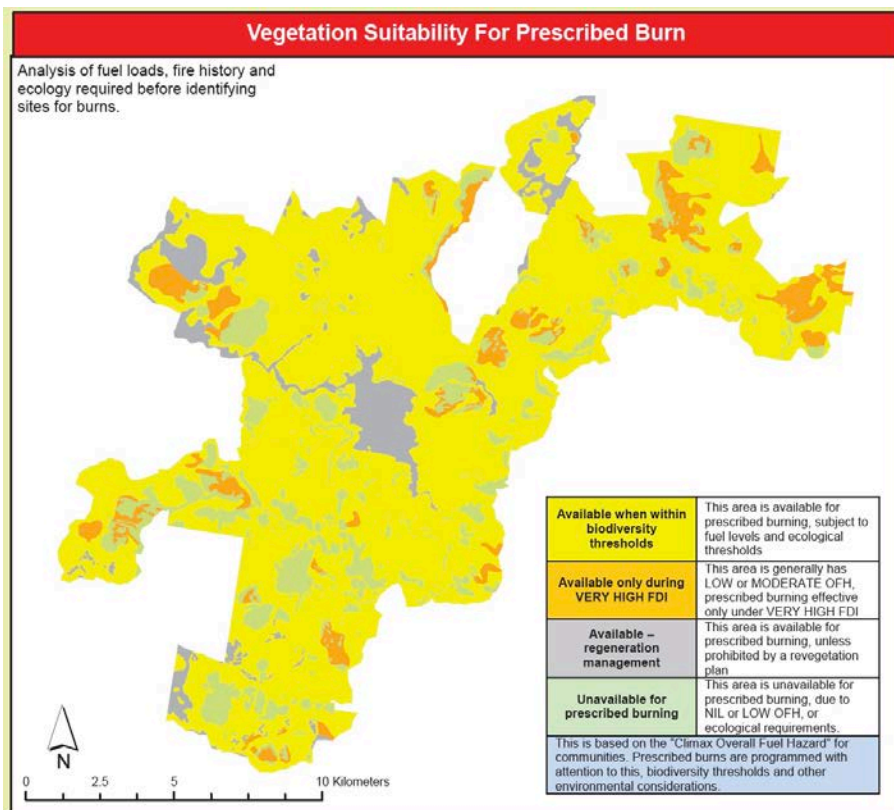 Vegetation Suitability For Prescribed Burn
Analysis of fuel loads, fire history and
ecology required before identifying
sites for burns.
Available when within
biodiversity
thresholds
This area is available for
prescribed burning, subject to
fuel levels and ecological
thresholds
Available only during
VERY HIGH FDI
This area is generally has
LOW or MODERATE OFH,
prescribed burning effective
only under VERY HIGH FDI
Available –
regeneration
management
This area is available for
prescribed burning, unless
prohibited by a revegetation
plan
Unavailable for
prescribed burning
This area is unavailable for
prescribed burning, due to
NIL or LOW OFH, or
ecological requirements.
This is based on the "Climax Overall Fuel Hazard" for
communities. Prescribed burns are programmed with
attention to this, biodiversity thresholds and other
environmental considerations.
N
0 2.5 5 10 Kilometers